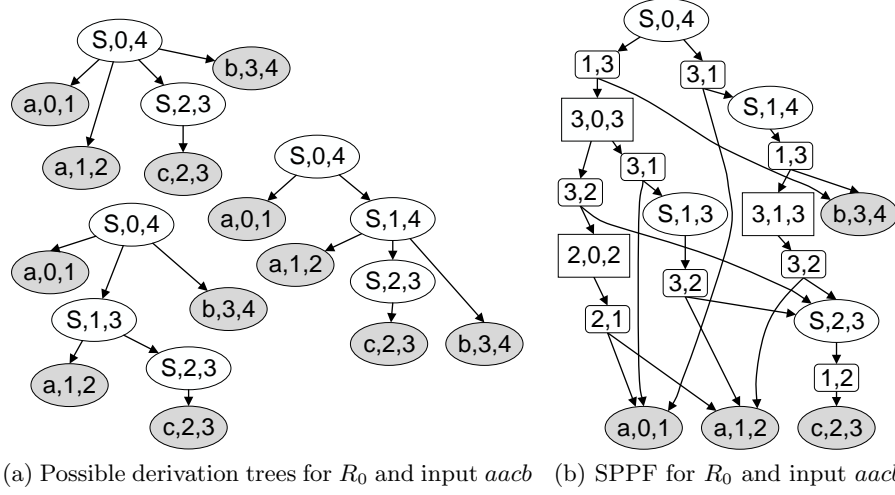 S,0,4
b,3,4
a,0,1
S,2,3
a,1,2
c,2,3
S,0,4
a,0,1
S,1,4
a,1,2
S,2,3
c,2,3
b,3,4
S,0,4
a,0,1
b,3,4
S,1,3
a,1,2
S,2,3
c,2,3
(a) Possible derivation trees for R0 and input aacb
S,0,4
1,3
3,1
3,0,3
S,1,4
3,1
1,3
3,2
S,1,3
3,1,3
b,3,4
2,0,2
3,2
3,2
2,1
S,2,3
1,2
a,0,1
a,1,2
c,2,3
(b) SPPF for R0 and input